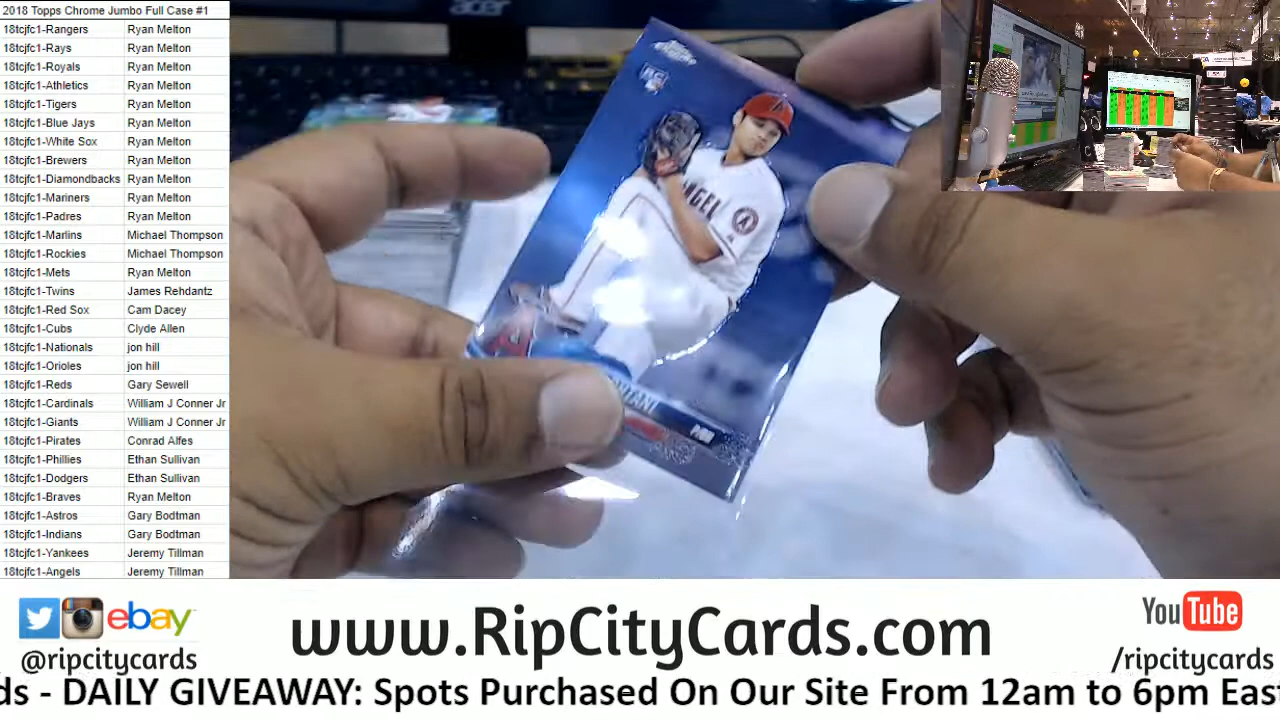 2018 Topps Chrome Jumbo Full Case #1
18tcjfc1-Rangers Ryan Melton
18tcjfc1-Rays Ryan Melton
18tcjfc1-Royals Ryan Melton
18tcjfc1-Athletics Ryan Melton
18tcjfc1-Tigers Ryan Melton
18tcjfc1-Blue Jays Ryan Melton
18tcjfc1-White Sox Ryan Melton
18tcjfc1-Brewers Ryan Melton
18tcjfc1-Diamondbacks Ryan Melton
18tcjfc1-Mariners Ryan Melton
18tcjfc1-Padres Ryan Melton
18tcjfc1-Marlins Michael Thompson
18tcjfc1-Rockies Michael Thompson
18tcjfc1-Mets Ryan Melton
18tcjfc1-Twins James Rehdantz
18tcjfc1-Red Sox Cam Dacey
18tcjfc1-Cubs Clyde Allen
18tcjfc1-Nationals jon hill
18tcjfc1-Orioles jon hill
18tcjfc1-Reds Gary Sewell
18tcjfc1-Cardinals William J Conner Jr
18tcjfc1-Giants William J Conner Jr
18tcjfc1-Pirates Conrad Alfes
18tcjfc1-Phillies Ethan Sullivan
18tcjfc1-Dodgers Ethan Sullivan
18tcjfc1-Braves Ryan Melton
18tcjfc1-Astros Gary Bodtman
18tcjfc1-Indians Gary Bodtman
18tcjfc1-Yankees Jeremy Tillman
18tcjfc1-Angels Jeremy Tillman
acer
RC
ANGEL
A
ebay
@ripcitycards
www.RipCityCards.com
YouTube
/ripcitycards
ds - DAILY GIVEAWAY: Spots Purchased On Our Site From 12am to 6pm East